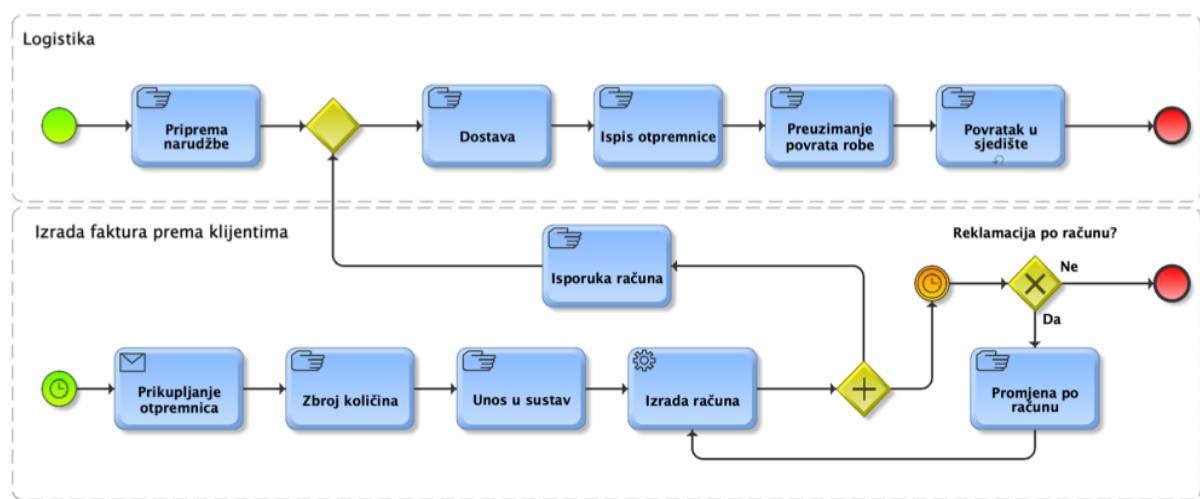 Logistika
Priprema
narudžbe
Dostava
Ispis otpremnice
Preuzimanje
povrata robe
Povratak u
sjedište
Izrada faktura prema klijentima
Isporuka računa
Reklamacija po računu?
Ne
Da
Prikupljanje
otpremnica
Zbroj količina
Unos u sustav
Izrada računa
Promjena po
računu